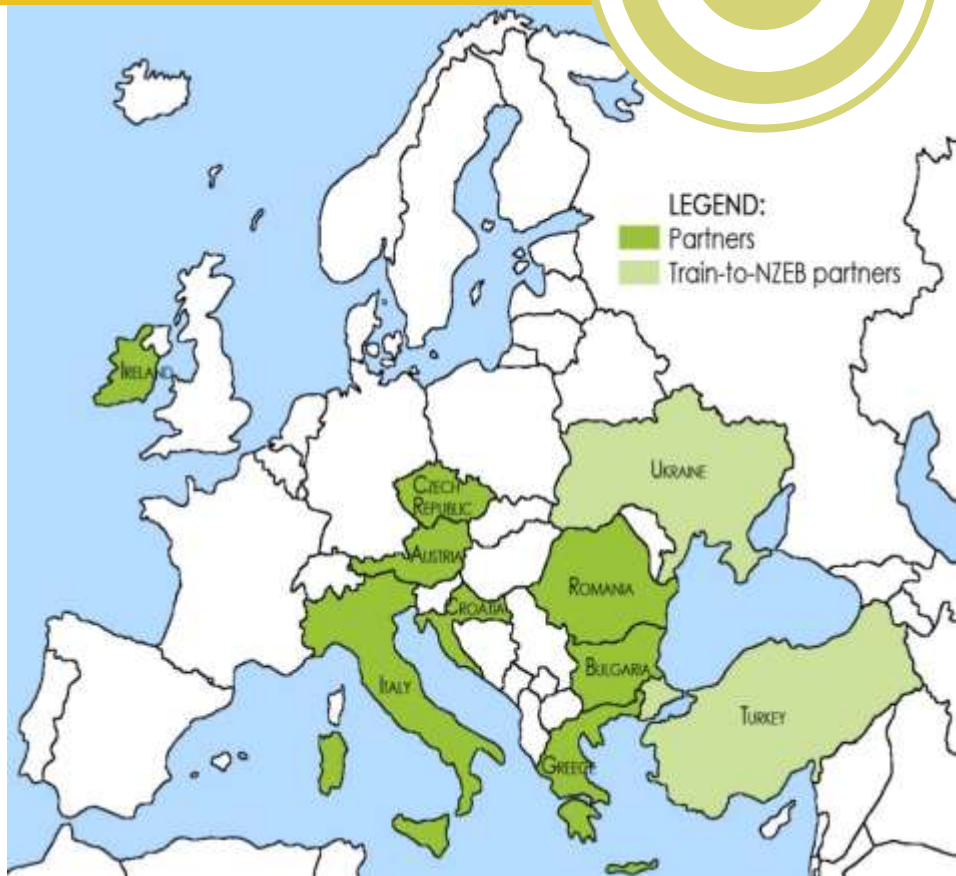 LEGEND:
Partners
Train-to-NZEB partners
IRELAND
UKRAINE
CZECH
REPUBLIC
AUSTRIA
ROMANIA
CROATIA
BULGARIA
ITALY
TURKEY
GREECE